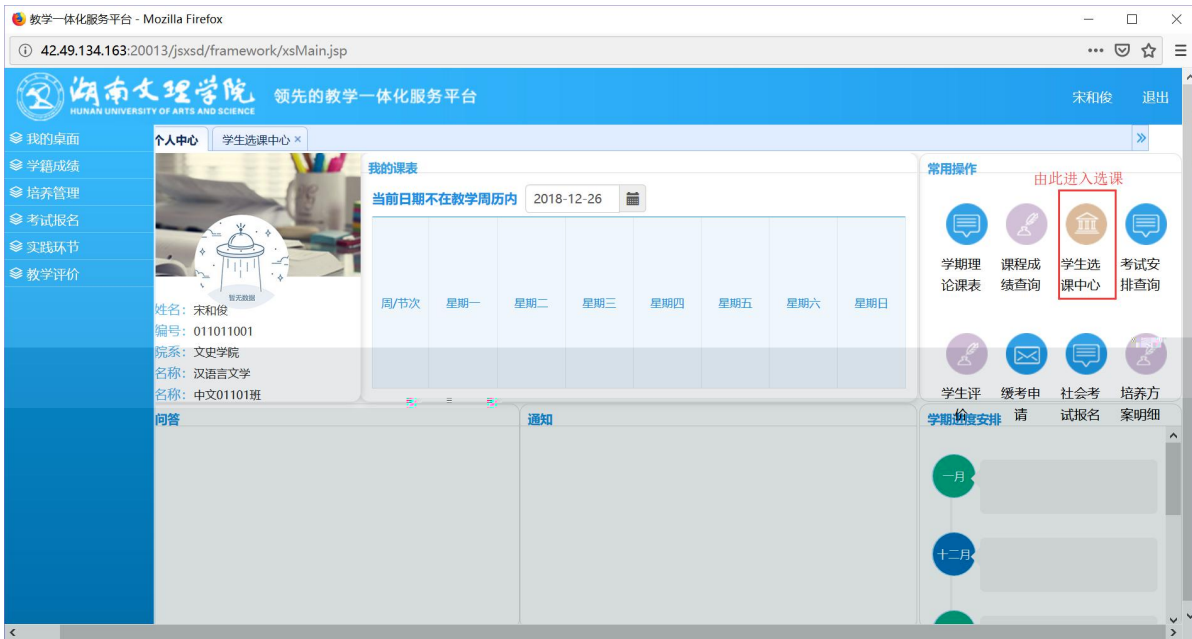 教学一体化服务平台 - Mozilla Firefox
42.49.134.163:20013/jsxsd/framework/xsMain.jsp
湖南文理学院
HUNAN UNIVERSITY OF ARTS AND SCIENCE
领先的教学一体化服务平台
宋和俊 退出
我的桌面
学籍成绩
培养管理
考试报名
实践环节
教学评价
个人中心 学生选课中心 ×
暂无数据
姓名：宋和俊
编号：011011001
院系：文史学院
名称：汉语言文学
名称：中文01101班
我的课表
当前日期不在教学周历内 2018-12-26
周/节次 星期一 星期二 星期三 星期四 星期五 星期六 星期日
常用操作
由此进入选课
学期理论课表
课程成绩查询
学生选课中心
考试安排查询
学生评价
缓考申请
社会考试报名
培养方案明细
问答
通知
学期进度安排
一月
十二月